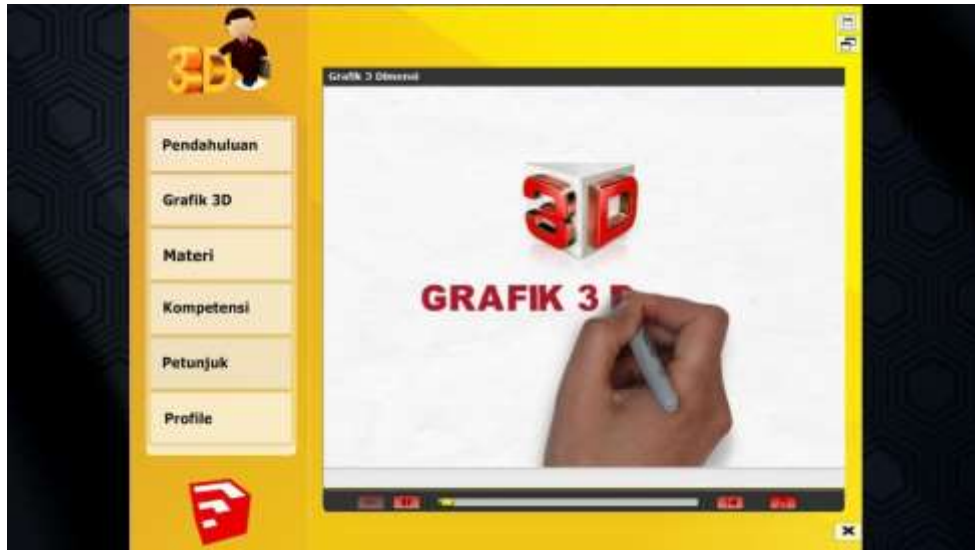 3D
Pendahuluan
Grafik 3D
Materi
Kompetensi
Petunjuk
Profile
Grafik 3 Dimensi
3D
GRAFIK 3 D